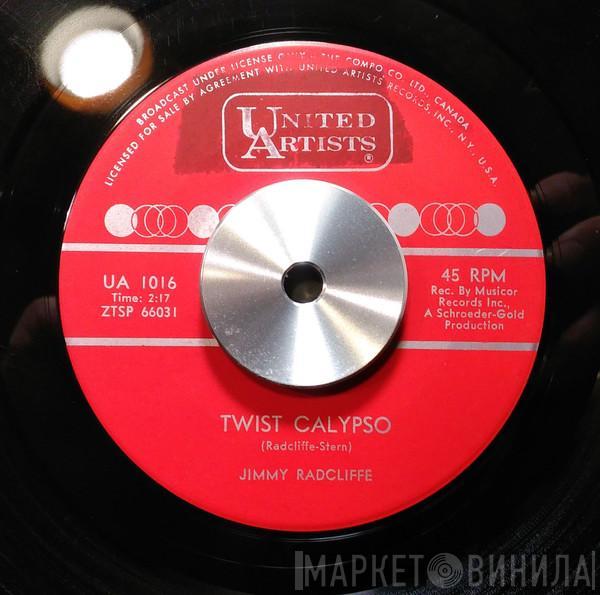 BROADCAST UNDER LICENSE ONLY - THE COMPO CO. LTD., CANADA
LICENSED FOR SALE BY AGREEMENT WITH UNITED ARTISTS RECORDS, INC., N.Y., U.S.A.
UNITED
ARTISTS
®
UA 1016
Time: 2:17
ZTSP 66031
45 RPM
Rec. By Musicor
Records Inc.,
A Schroeder-Gold
Production
TWIST CALYPSO
(Radcliffe-Stern)
JIMMY RADCLIFFE
МАРКЕТ ВИНИЛА